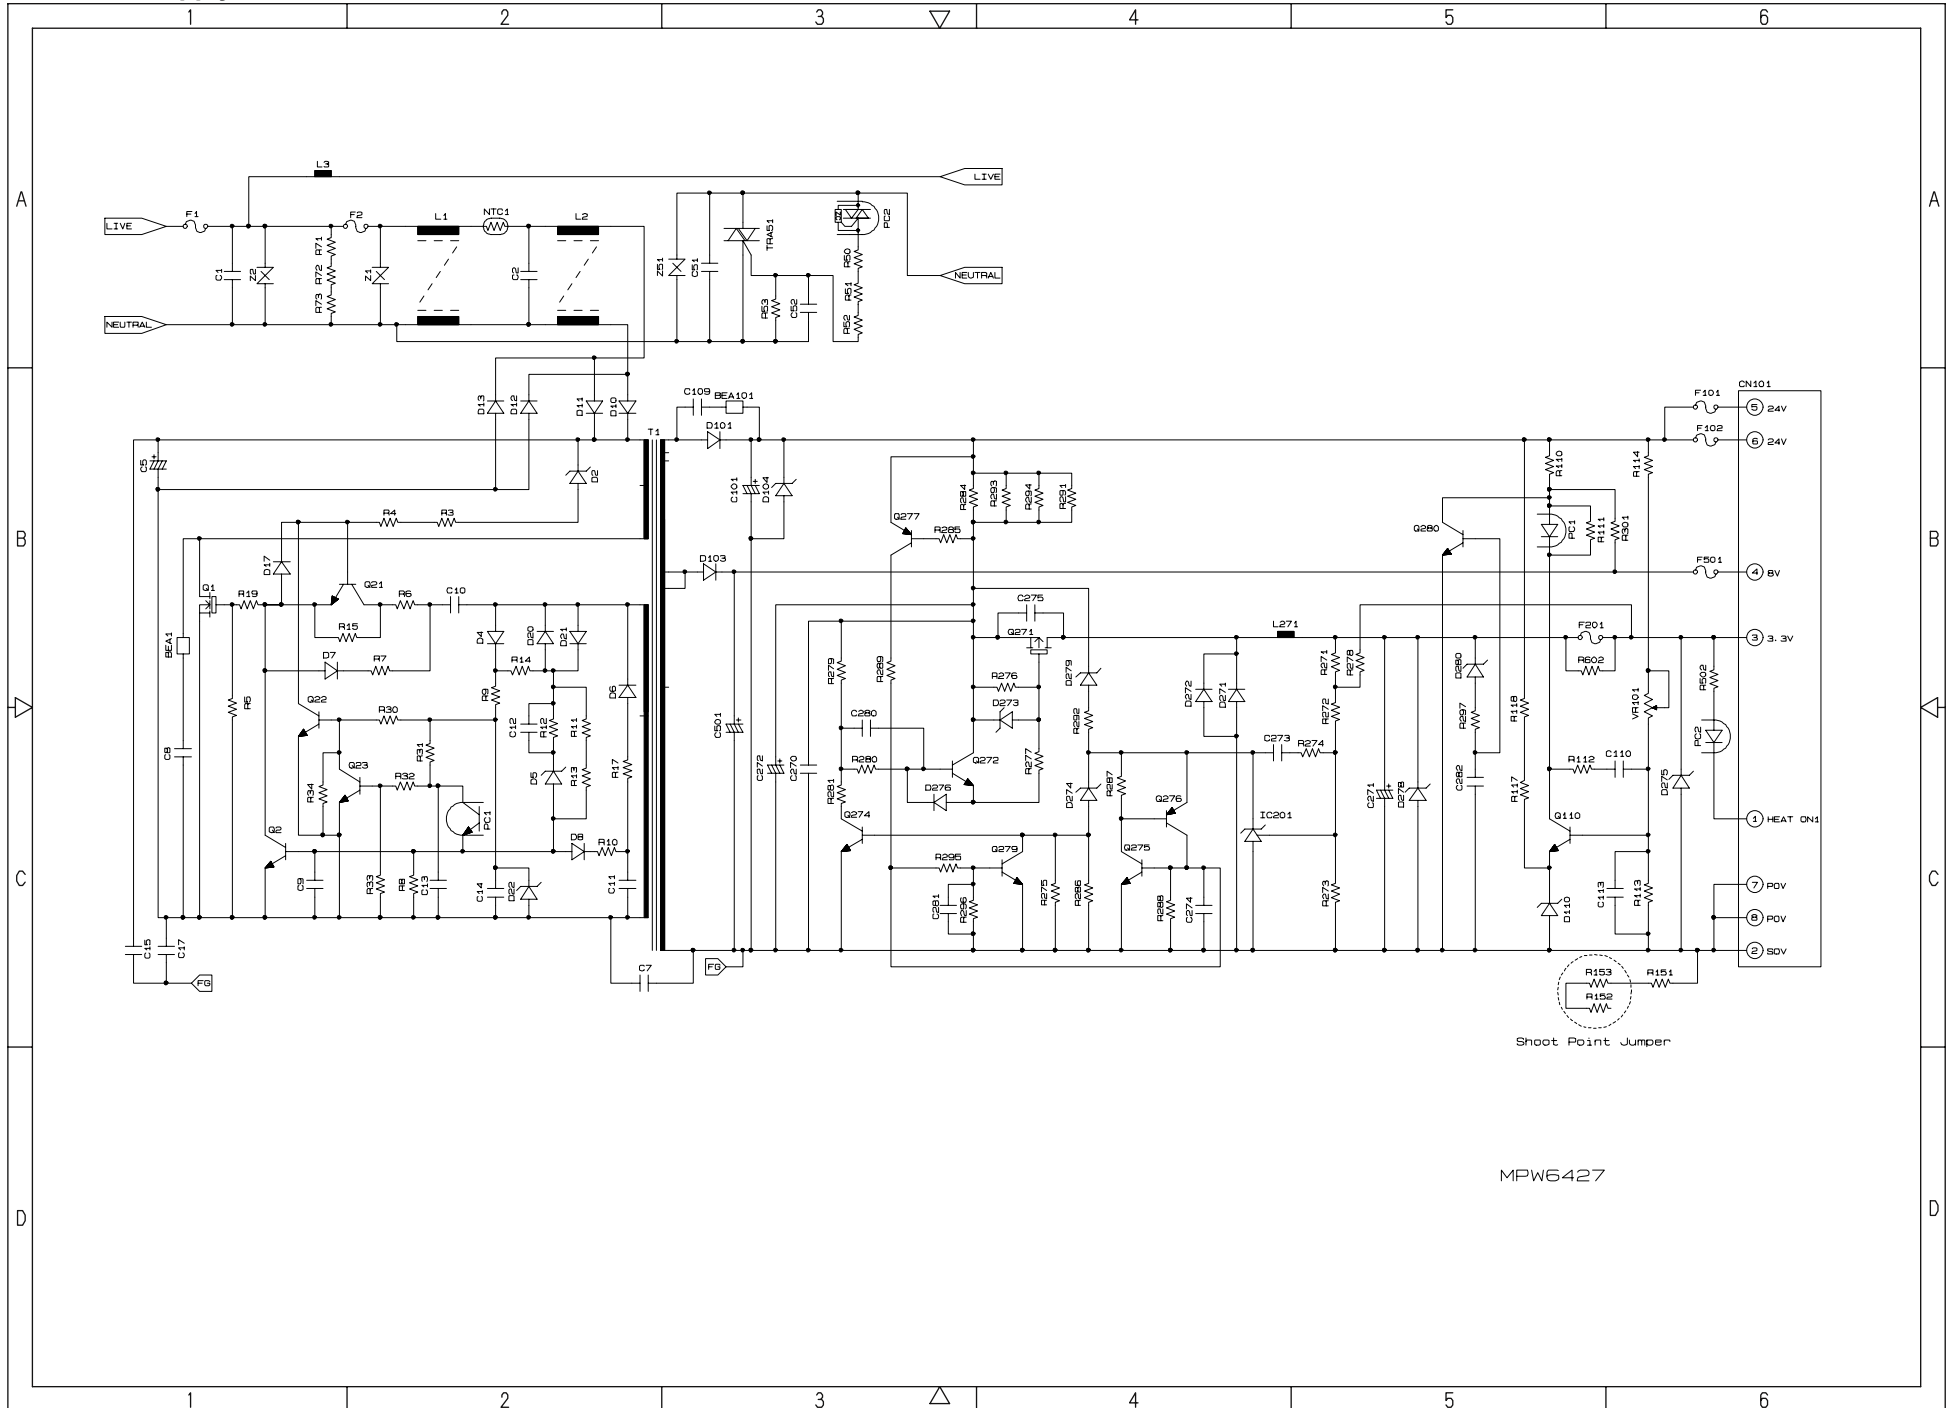 1 2 3 4 5 6
A A
L3
LIVE
LIVE F1 F2 L1 NTC1 L2
C1 Z2 R71 R72 R73 Z1 C2
Z51 C51 TRA51 R53 C52 PC2 R50 R51 R52
NEUTRAL
NEUTRAL
D13 D12 D11 D10
C109 BEA101
CN101
F101 5 24V
T1 D101
F102 6 24V
C5 D2 C101 D104
R284 R293 R294 R291
R110 R114
R4 R3
Q277 R285
Q280 PC1 R111 R301
B B
D17 D103
F501 4 8V
Q1 R19 Q21 R6 C10
C275
BEA1 R15 D4 D20 D21
Q271 L271 F201 3 3.3V
D7 R7 R14
R279 R289 R276 D279 R271 R278 D280 R602 R502
R5 Q22 R9 D6
D273 D272 D271 R272 R118 VR101
R30 C12 R12 R11
C501 C280 R292 R297
C8 R31 C273 R274 PC2
Q23 R32 D5 R13 R17
C272 C270 R280 Q272 R277
R112 C110
R34 R281 D276 D274 R287 C271 D278 C282 R117 D275
PC1 Q274 Q276 IC201 Q110 1 HEAT ON1
Q2 D8 R10
R295 Q279 Q275
C C
C9 R33 R8 C13 C14 D22 C11
C281 R296 R275 R286 R288 C274 R273 D110 C113 R113
7 P0V
8 P0V
2 S0V
C15 C17 FG C7 FG
R153 R151
R152
Shoot Point Jumper
MPW6427
D D
1 2 3 4 5 6